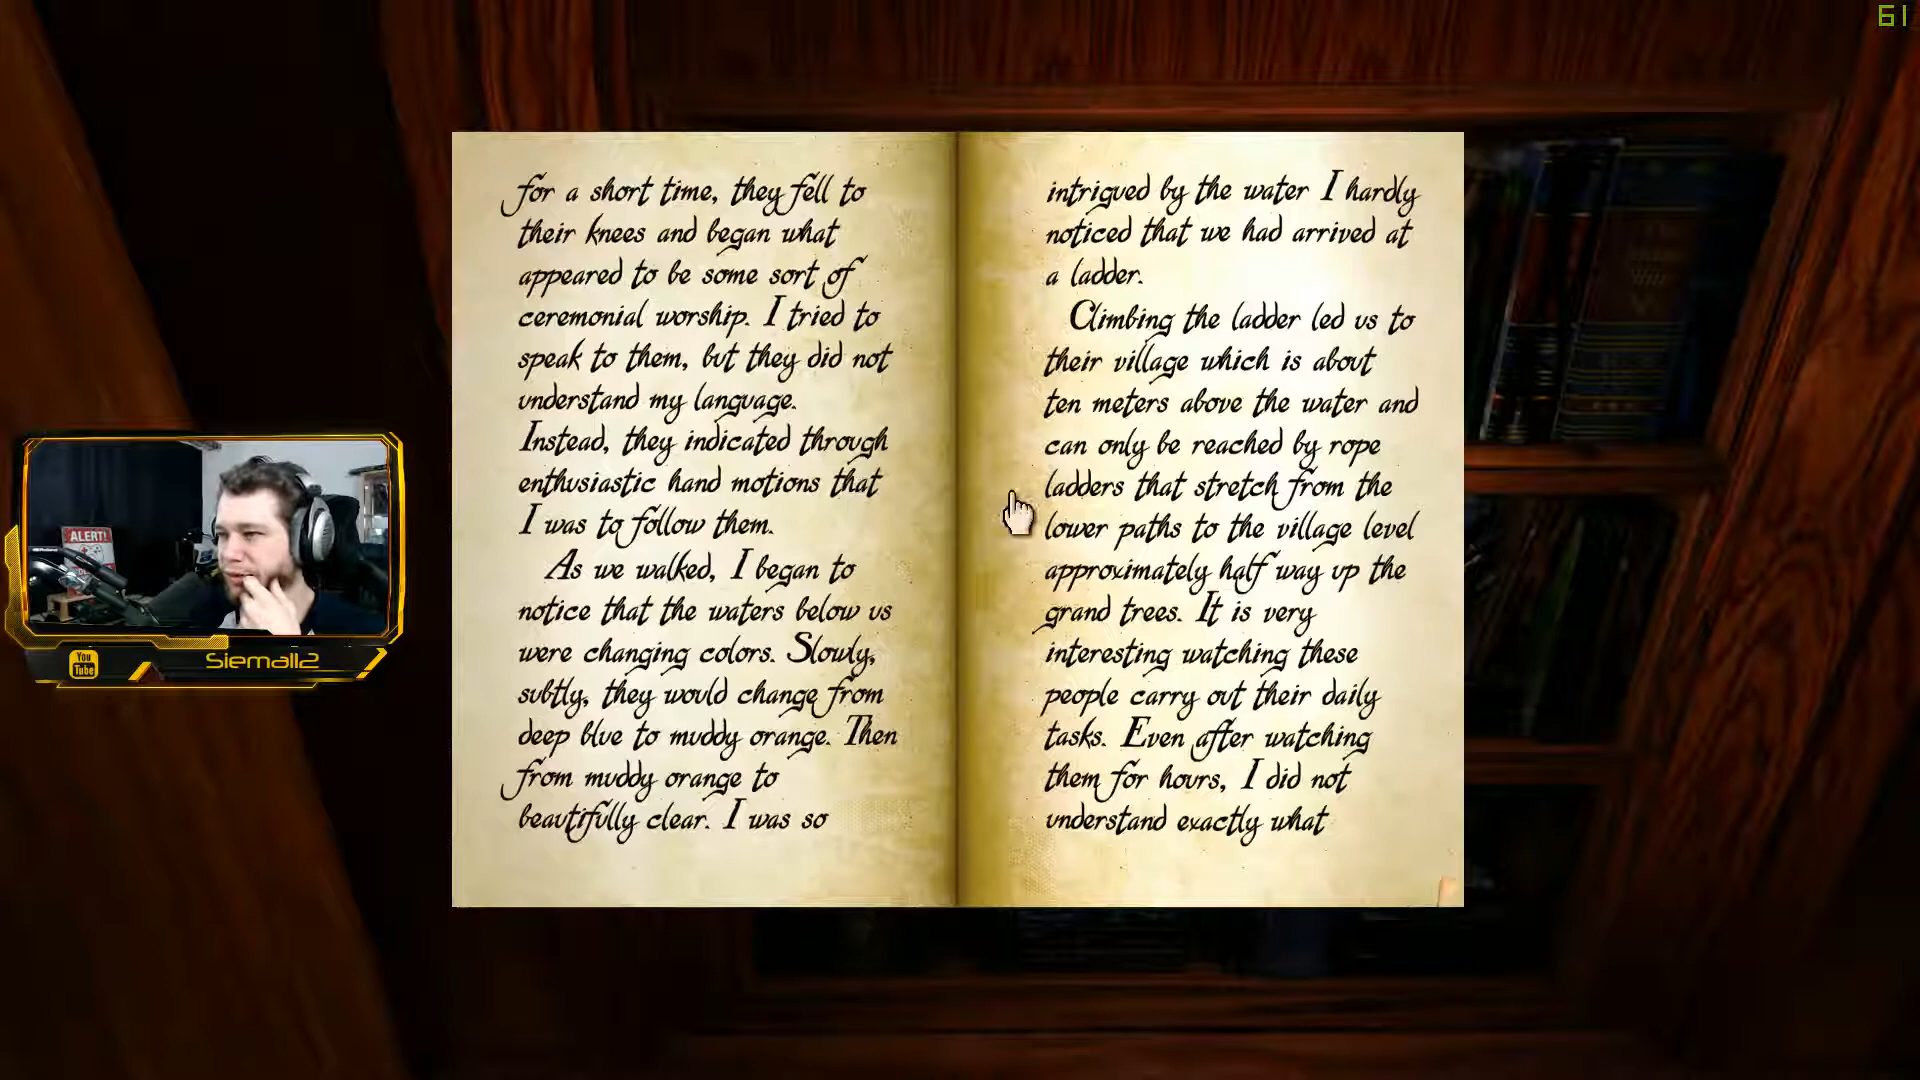 61
for a short time, they fell to
their knees and began what
appeared to be some sort of
ceremonial worship. I tried to
speak to them, but they did not
understand my language.
Instead, they indicated through
enthusiastic hand motions that
I was to follow them.
As we walked, I began to
notice that the waters below us
were changing colors. Slowly,
subtly, they would change from
deep blue to muddy orange. Then
from muddy orange to
beautifully clear. I was so
intrigued by the water I hardly
noticed that we had arrived at
a ladder.
Climbing the ladder led us to
their village which is about
ten meters above the water and
can only be reached by rope
ladders that stretch from the
lower paths to the village level
approximately half way up the
grand trees. It is very
interesting watching these
people carry out their daily
tasks. Even after watching
them for hours, I did not
understand exactly what
ALERT!
You
Tube
Siemall2